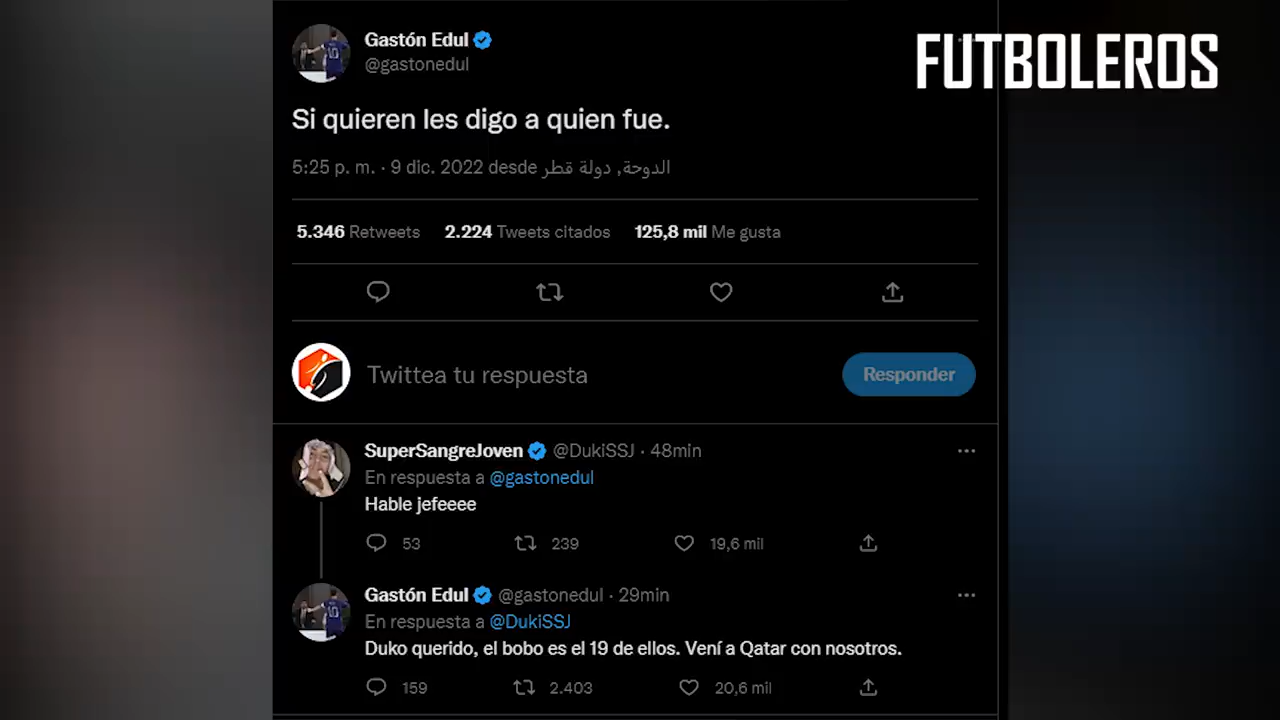 FUTBOLEROS
Gastón Edul
@gastonedul
Si quieren les digo a quien fue.
5:25 p. m. · 9 dic. 2022 desde الدوحة, دولة قطر
5.346 Retweets 2.224 Tweets citados 125,8 mil Me gusta
Twittea tu respuesta
Responder
SuperSangreJoven @DukiSSJ · 48min
En respuesta a @gastonedul
Hable jefeeee
53 239 19,6 mil
Gastón Edul @gastonedul · 29min
En respuesta a @DukiSSJ
Duko querido, el bobo es el 19 de ellos. Vení a Qatar con nosotros.
159 2.403 20,6 mil